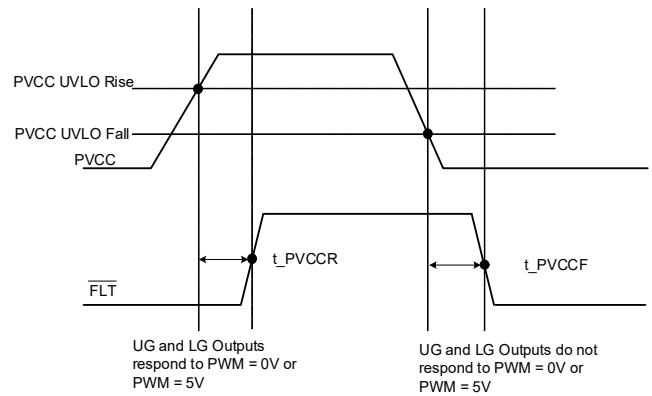 PVCC UVLO Rise
PVCC UVLO Fall
PVCC
t_PVCCR
t_PVCCF
FLT
UG and LG Outputs
respond to PWM = 0V or
PWM = 5V
UG and LG Outputs do not
respond to PWM = 0V or
PWM = 5V